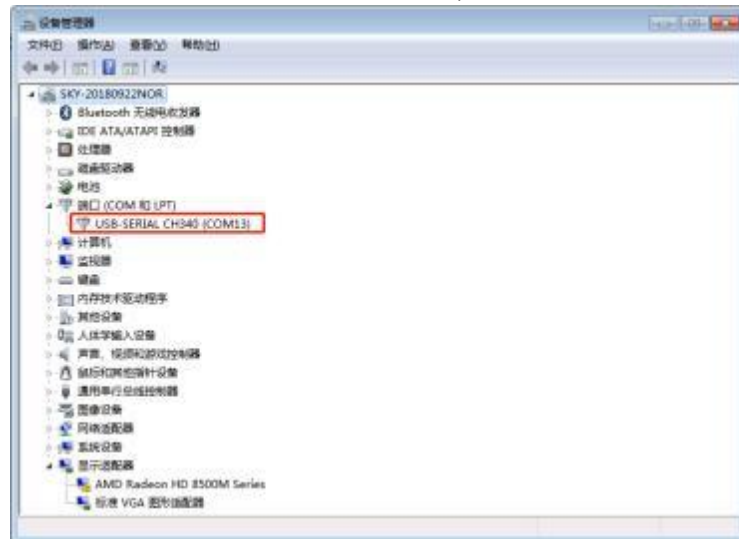 设备管理器
文件(F) 操作(A) 查看(V) 帮助(H)
SKY-20180922NOR
Bluetooth 无线电收发器
IDE ATA/ATAPI 控制器
处理器
磁盘驱动器
电池
端口 (COM 和 LPT)
USB-SERIAL CH340 (COM13)
计算机
监视器
键盘
内存技术驱动程序
其他设备
人体学输入设备
声音、视频和游戏控制器
鼠标和其他指针设备
通用串行总线控制器
图像设备
网络适配器
系统设备
显示适配器
AMD Radeon HD 8500M Series
标准 VGA 图形适配器